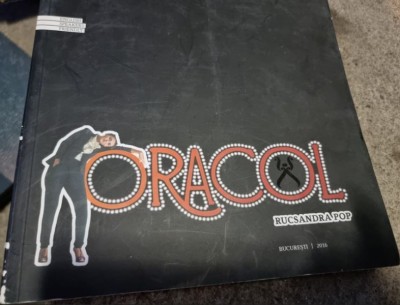 ORACOL
RUCSANDRA POP
BUCUREȘTI | 2016